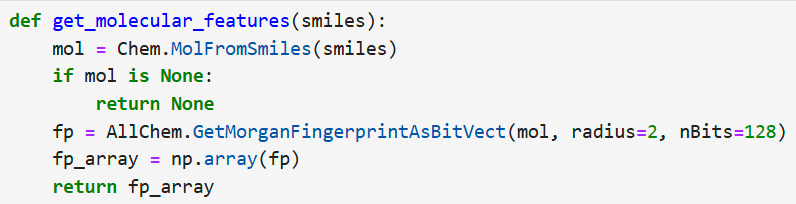 def get_molecular_features(smiles):
    mol = Chem.MolFromSmiles(smiles)
    if mol is None:
        return None
    fp = AllChem.GetMorganFingerprintAsBitVect(mol, radius=2, nBits=128)
    fp_array = np.array(fp)
    return fp_array